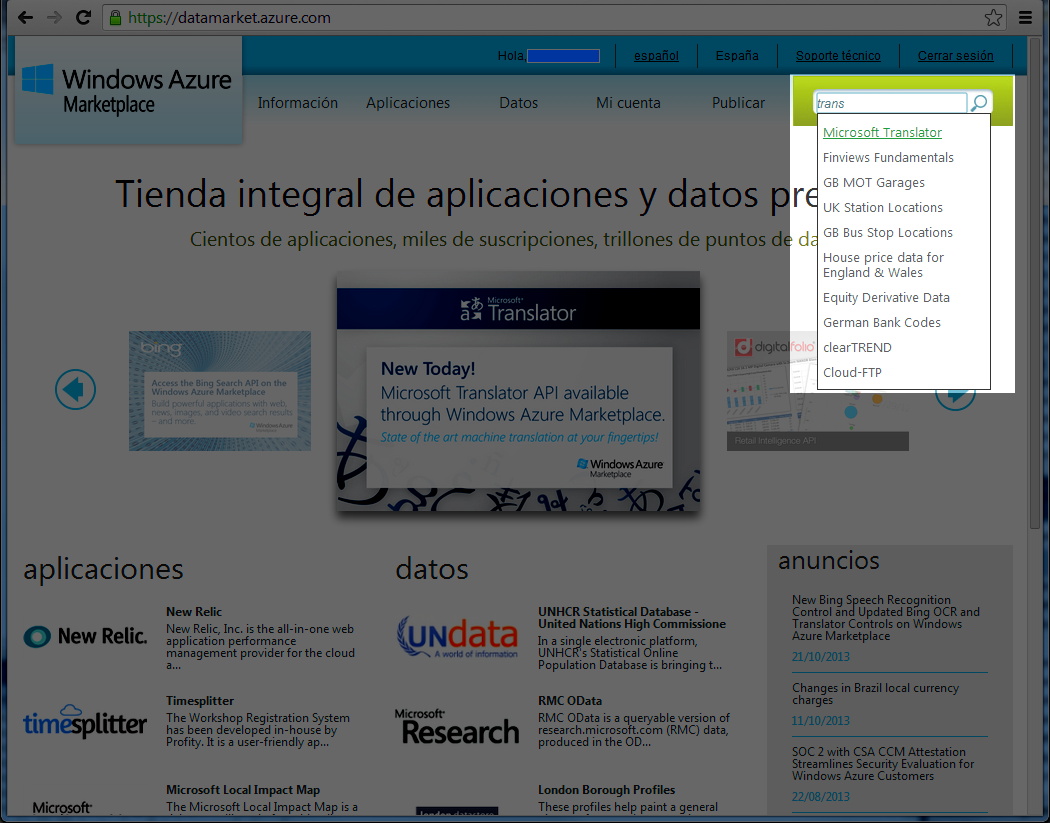 https://datamarket.azure.com
Hola,
español
España
Soporte técnico
Cerrar sesión
Windows Azure
Marketplace
Información
Aplicaciones
Datos
Mi cuenta
Publicar
trans
Microsoft Translator
Finviews Fundamentals
GB MOT Garages
UK Station Locations
GB Bus Stop Locations
House price data for
England & Wales
Equity Derivative Data
German Bank Codes
clearTREND
Cloud-FTP
Tienda integral de aplicaciones y datos pre
Cientos de aplicaciones, miles de suscripciones, trillones de puntos de da
bing
Access the Bing Search API on the
Windows Azure Marketplace
Build powerful applications with web,
news, images, and video search results
– and more.
Windows Azure
Marketplace
Microsoft®
Translator
New Today!
Microsoft Translator API available
through Windows Azure Marketplace.
State of the art machine translation at your fingertips!
Windows Azure
Marketplace
digitalfolio
Retail Intelligence API
aplicaciones
New Relic.
New Relic
New Relic, Inc. is the all-in-one web
application performance
management provider for the cloud
a...
timesplitter
Timesplitter
The Workshop Registration System
has been developed in-house by
Profity. It is a user-friendly ap...
Microsoft
Microsoft Local Impact Map
The Microsoft Local Impact Map is a
datos
UNdata
A world of information
UNHCR Statistical Database -
United Nations High Commissione
In a single electronic platform,
UNHCR's Statistical Online
Population Database is bringing t...
Microsoft®
Research
RMC OData
RMC OData is a queryable version of
research.microsoft.com (RMC) data,
produced in the OD...
London Borough Profiles
These profiles help paint a general
anuncios
New Bing Speech Recognition
Control and Updated Bing OCR and
Translator Controls on Windows
Azure Marketplace
21/10/2013
Changes in Brazil local currency
charges
11/10/2013
SOC 2 with CSA CCM Attestation
Streamlines Security Evaluation for
Windows Azure Customers
22/08/2013